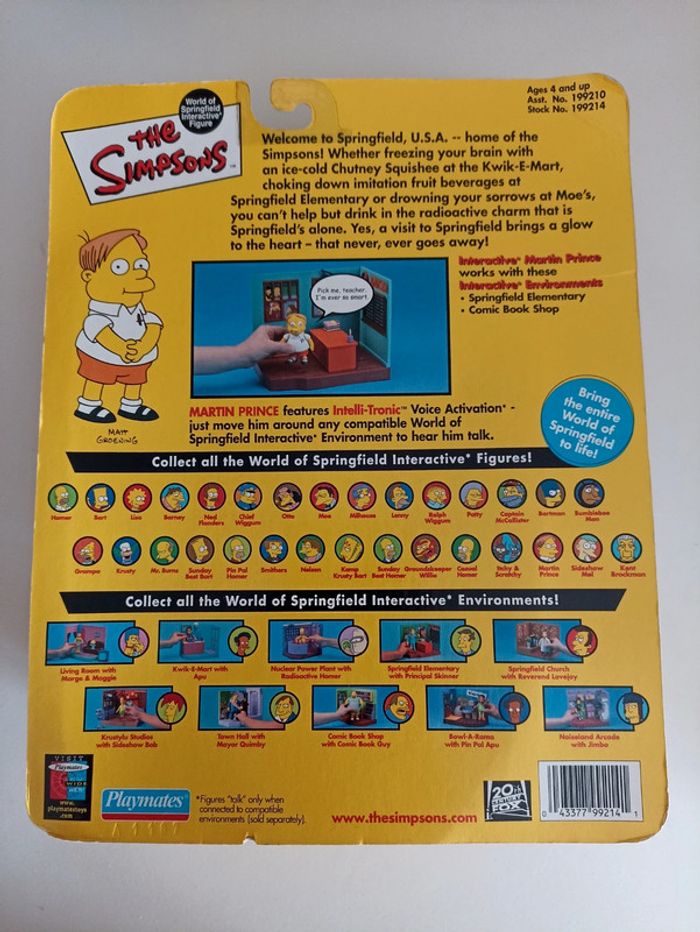 World of
Springfield
Interactive*
Figure
THE
SIMPSONS
Ages 4 and up
Asst. No. 199210
Stock No. 199214
Welcome to Springfield, U.S.A. -- home of the
Simpsons! Whether freezing your brain with
an ice-cold Chutney Squishee at the Kwik-E-Mart,
choking down imitation fruit beverages at
Springfield Elementary or drowning your sorrows at Moe's,
you can't help but drink in the radioactive charm that is
Springfield's alone. Yes, a visit to Springfield brings a glow
to the heart – that never, ever goes away!
Interactive* Martin Prince
works with these
Interactive* Environments
• Springfield Elementary
• Comic Book Shop
Pick me, teacher.
I'm ever so smart.
MATT
GROENING
MARTIN PRINCE features Intelli-Tronic™ Voice Activation* -
just move him around any compatible World of
Springfield Interactive* Environment to hear him talk.
Bring
the entire
World of
Springfield
to life!
Collect all the World of Springfield Interactive* Figures!
Homer
Bart
Lisa
Barney
Ned
Flanders
Chief
Wiggum
Otto
Moe
Milhouse
Lenny
Ralph
Wiggum
Patty
Captain
McCallister
Bartman
Bumblebee
Man
Grampa
Krusty
Mr. Burns
Sunday
Best Bart
Pin Pal
Homer
Smithers
Nelson
Kamp
Krusty Bart
Sunday
Best Homer
Groundskeeper
Willie
Casual
Homer
Itchy &
Scratchy
Martin
Prince
Sideshow
Mel
Kent
Brockman
Collect all the World of Springfield Interactive* Environments!
Living Room with
Marge & Maggie
Kwik-E-Mart with
Apu
Nuclear Power Plant with
Radioactive Homer
Springfield Elementary
with Principal Skinner
Springfield Church
with Reverend Lovejoy
Krustylu Studios
with Sideshow Bob
Town Hall with
Mayor Quimby
Comic Book Shop
with Comic Book Guy
Bowl-A-Rama
with Pin Pal Apu
Noiseland Arcade
with Jimbo
VISIT
Playmates
WIDE
WEB
www.
playmatestoys
.com
Playmates
*Figures "talk" only when
connected to compatible
environments (sold separately).
www.thesimpsons.com
20th
CENTURY
FOX
0 43377 99214 1